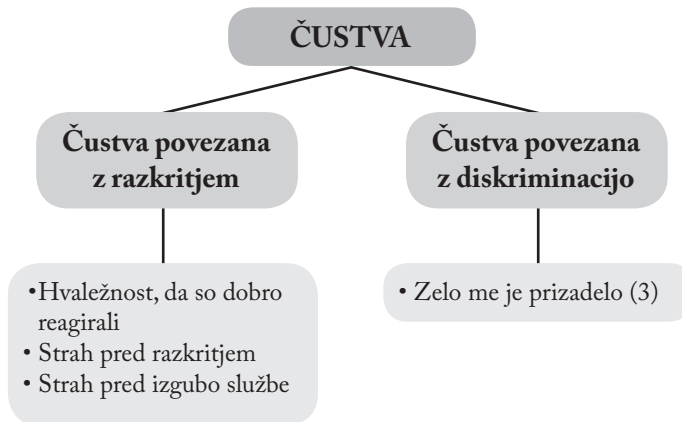 ČUSTVA
Čustva povezana
z razkritjem
Čustva povezana
z diskriminacijo
•Hvaležnost, da so dobro
reagirali
• Strah pred razkritjem
• Strah pred izgubo službe
• Zelo me je prizadelo (3)